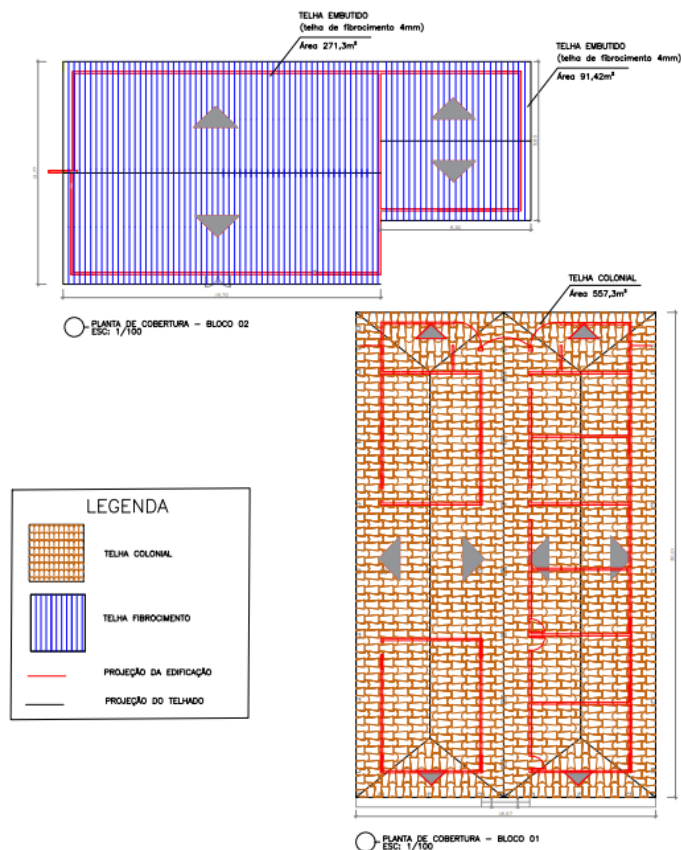 TELHA EMBUTIDO
(telha de fibrocimento 4mm)
Área 271,3m²
TELHA EMBUTIDO
(telha de fibrocimento 4mm)
Área 91,42m²
PLANTA DE COBERTURA – BLOCO 02
ESC: 1/100
TELHA COLONIAL
Área 557,3m²
LEGENDA
TELHA COLONIAL
TELHA FIBROCIMENTO
PROJEÇÃO DA EDIFICAÇÃO
PROJEÇÃO DO TELHADO
PLANTA DE COBERTURA – BLOCO 01
ESC: 1/100